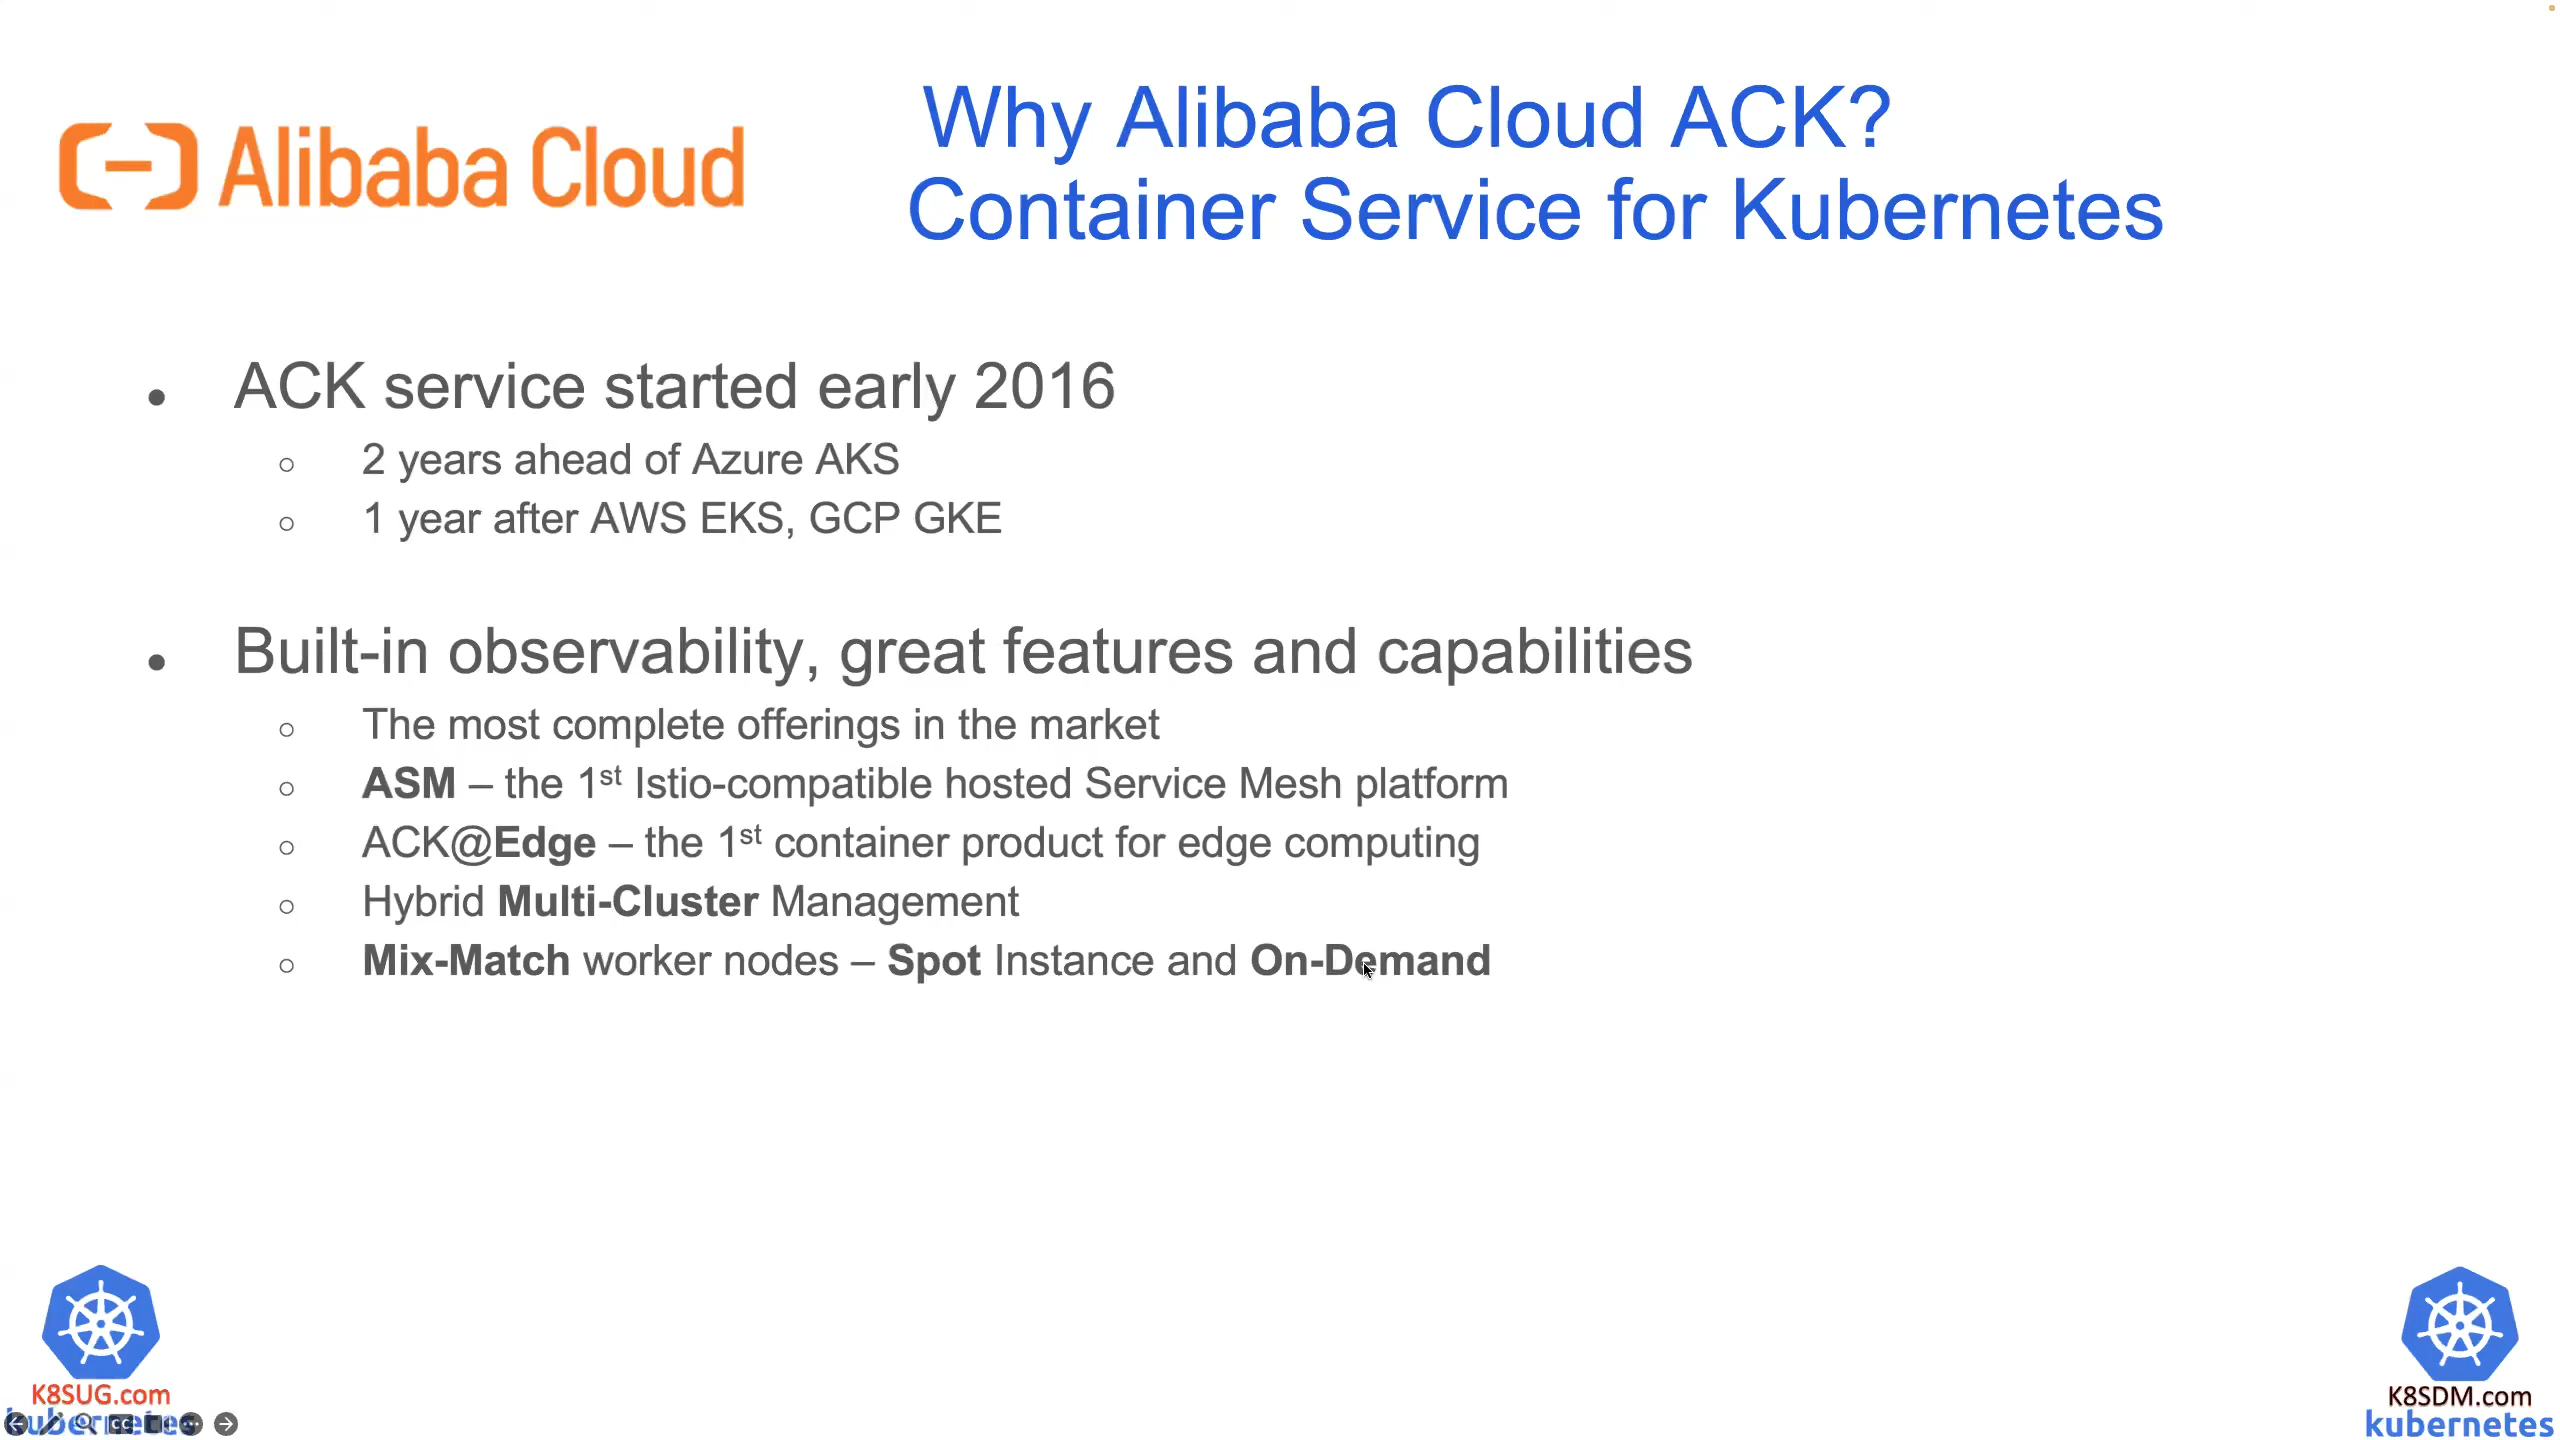 Alibaba Cloud
Why Alibaba Cloud ACK?
Container Service for Kubernetes
● ACK service started early 2016
○ 2 years ahead of Azure AKS
○ 1 year after AWS EKS, GCP GKE
● Built-in observability, great features and capabilities
○ The most complete offerings in the market
○ ASM – the 1st Istio-compatible hosted Service Mesh platform
○ ACK@Edge – the 1st container product for edge computing
○ Hybrid Multi-Cluster Management
○ Mix-Match worker nodes – Spot Instance and On-Demand
K8SUG.com
kubernetes
K8SDM.com
kubernetes